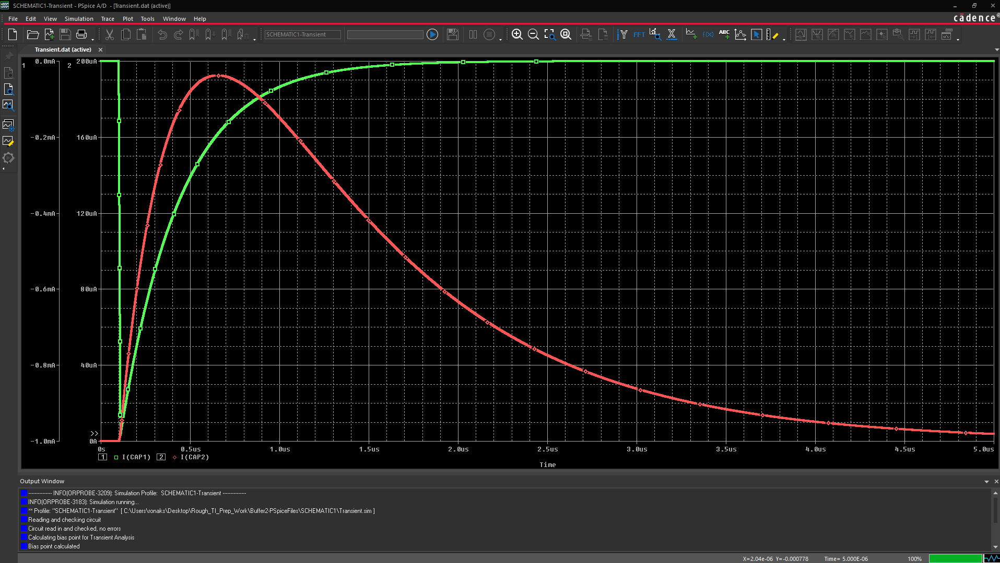 SCHEMATIC1-Transient - PSpice A/D - [Transient.dat (active)]
File Edit View Simulation Trace Plot Tools Window Help
cādence®
SCHEMATIC1-Transient
FFT
f(x)
ABC
Transient.dat (active)
1 0.0mA 2 200uA
-0.2mA 160uA
-0.4mA 120uA
-0.6mA 80uA
-0.8mA 40uA
>>
-1.0mA 0A
0s 0.5us 1.0us 1.5us 2.0us 2.5us 3.0us 3.5us 4.0us 4.5us 5.0us
1 I(CAP1) 2 I(CAP2)
Time
Output Window
--------------- INFO(ORPROBE-3209): Simulation Profile: SCHEMATIC1-Transient ---------------
INFO(ORPROBE-3183): Simulation running...
** Profile: "SCHEMATIC1-Transient" [ C:\Users\ronaks\Desktop\Rough_TI_Prep_Work\Buffer2-PSpiceFiles\SCHEMATIC1\Transient.sim ]
Reading and checking circuit
Circuit read in and checked, no errors
Calculating bias point for Transient Analysis
Bias point calculated
X=2.04e-06 Y=-0.000778 Time= 5.000E-06 100%